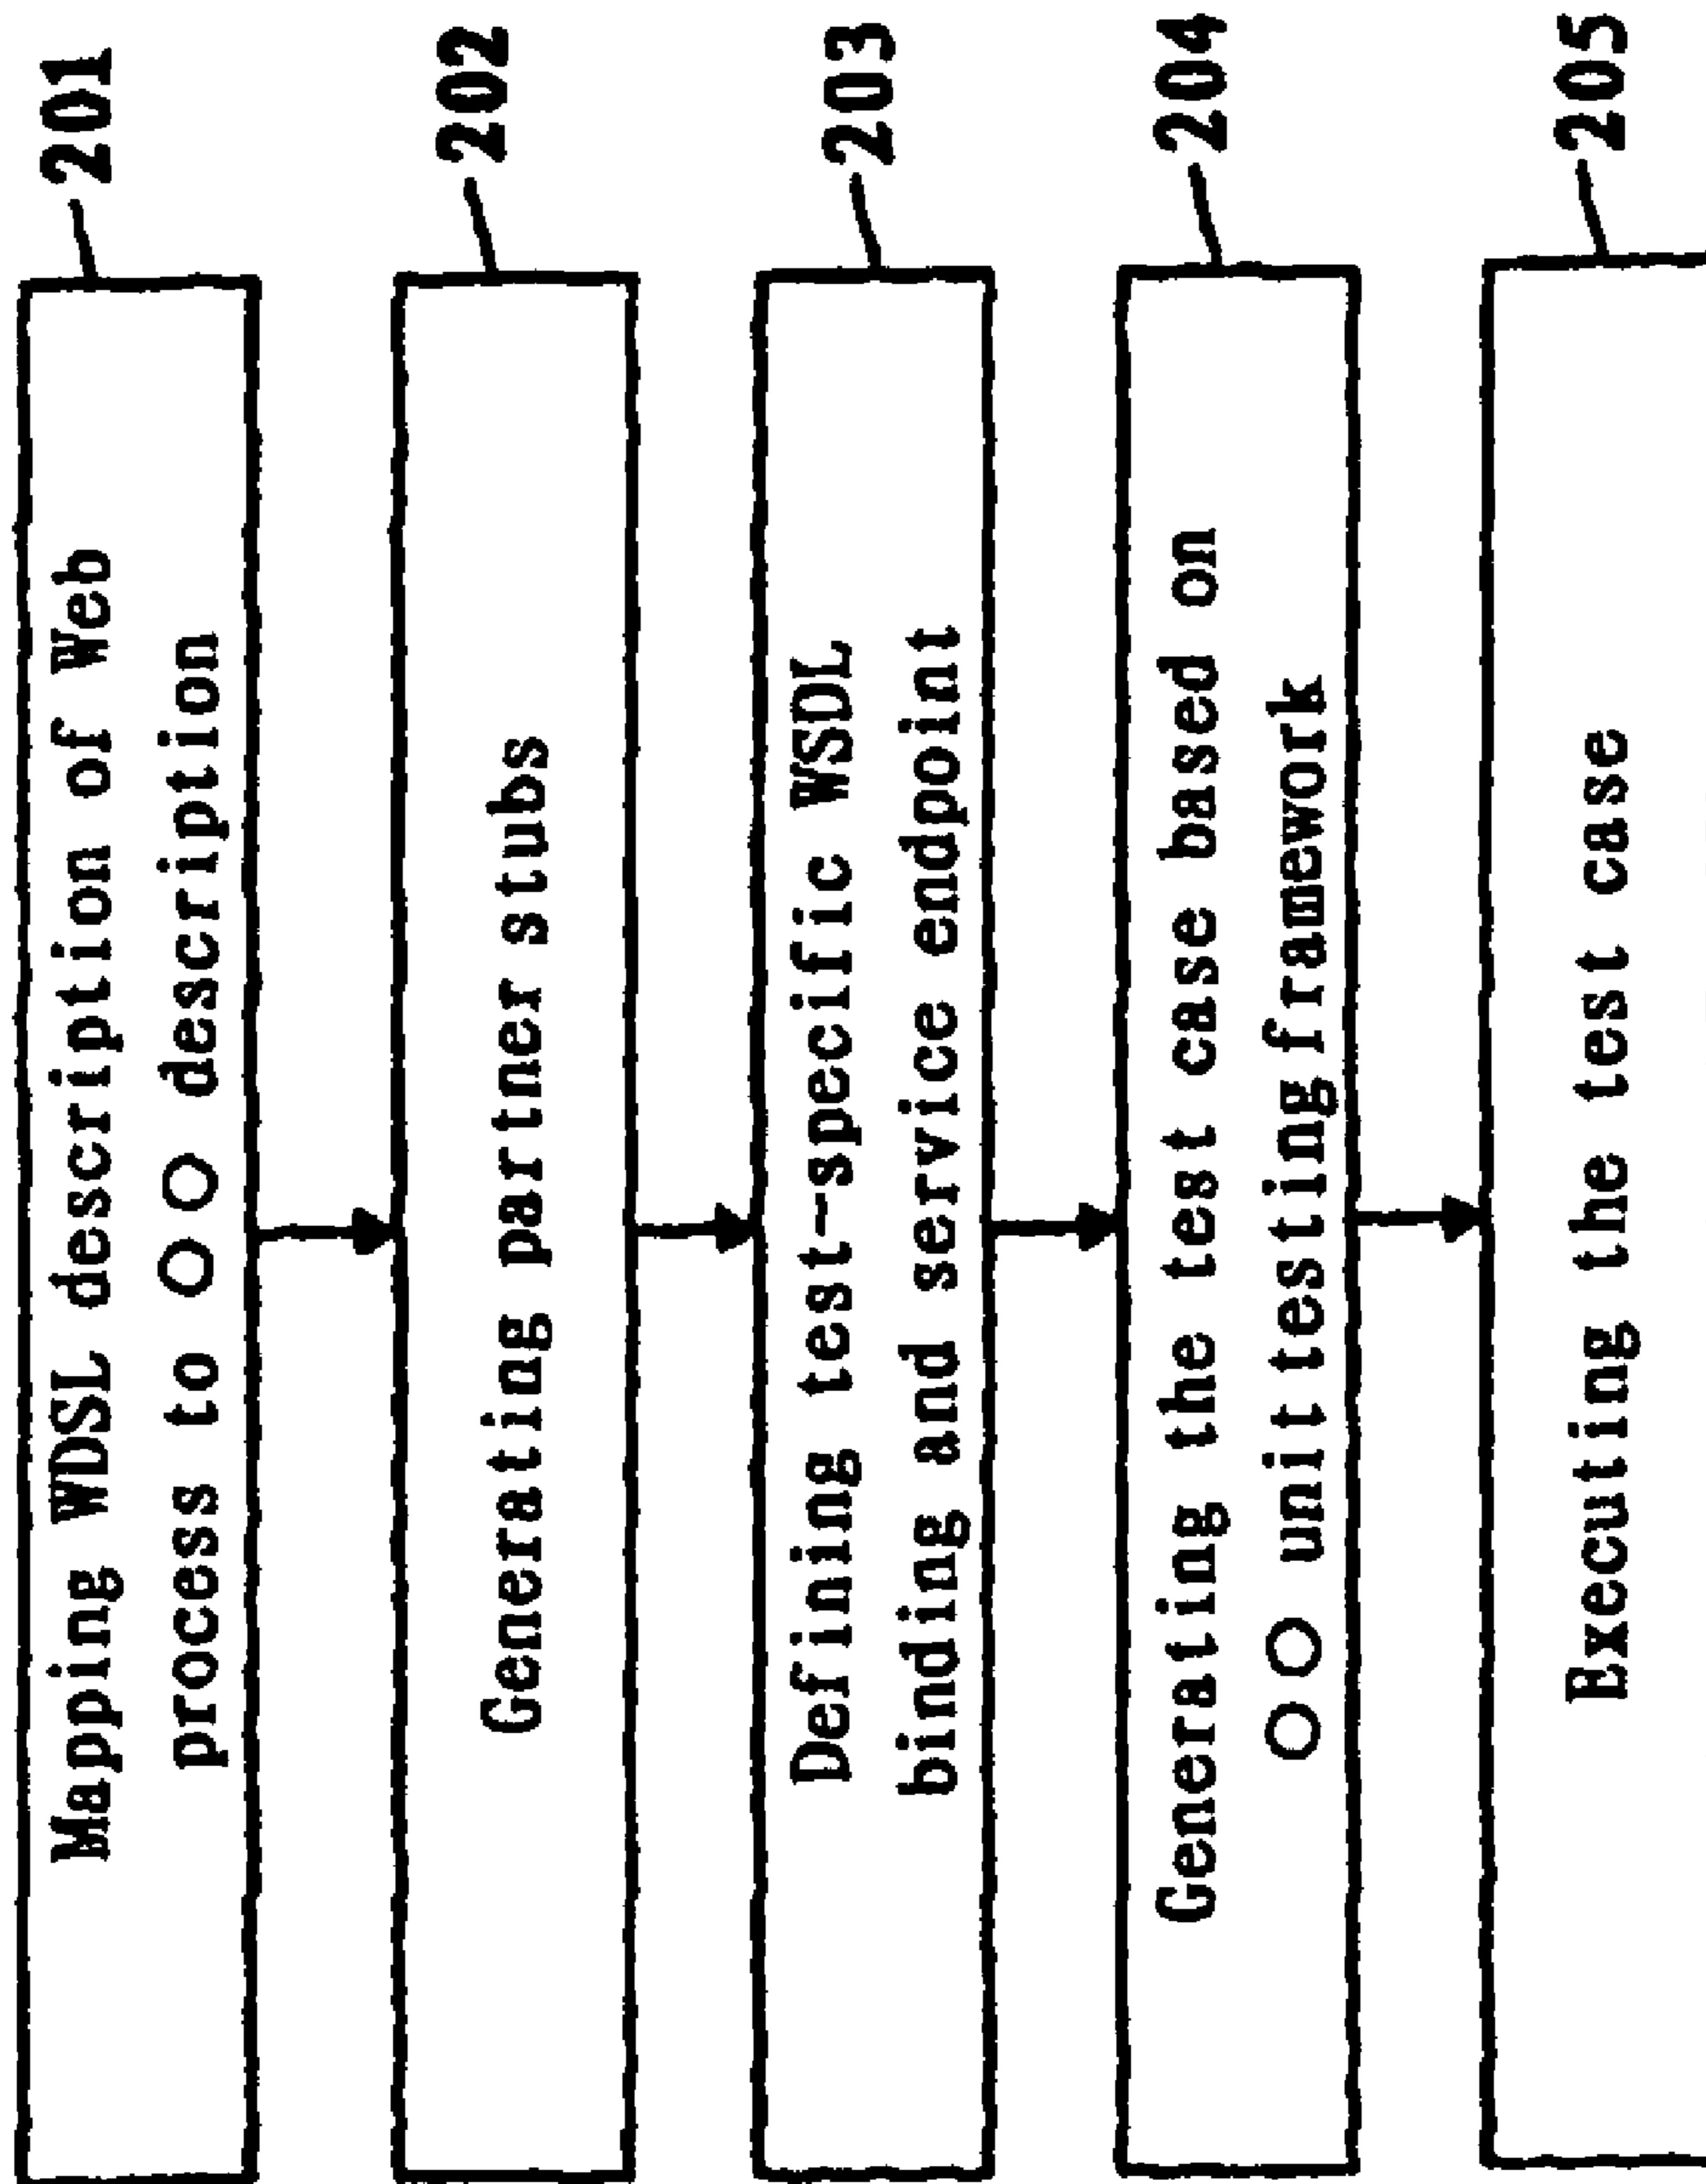 Mapping WDSL description of Web
process to OO description
201
Generating partner stubs
202
Defining test-specific WSDL
binding and service endpoint
203
Generating the test case based on
OO unit testing framework
204
Executing the test case
205